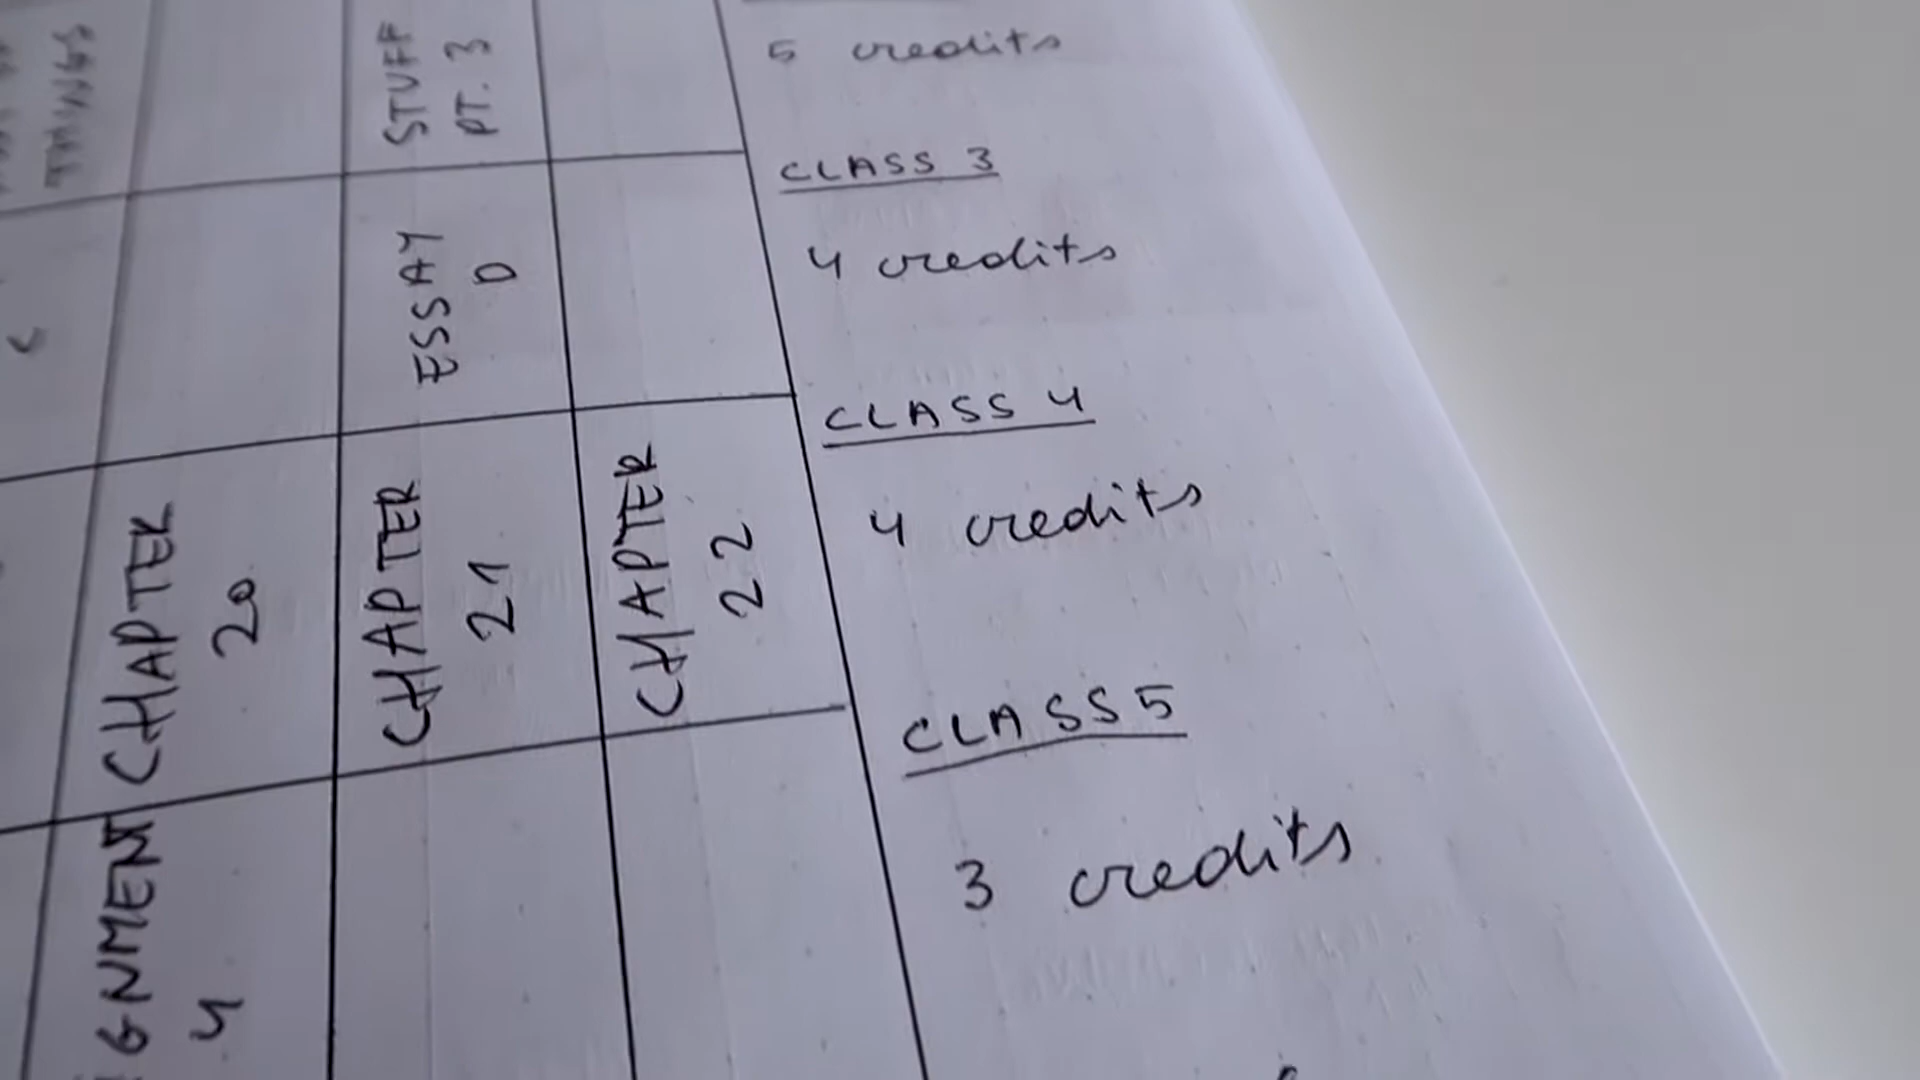 THINGS
STUFF
PT. 3
ESSAY
0
CHAPTER
20
CHAPTER
21
CHAPTER
22
GNMENT
4
5 credits
CLASS 3
4 credits
CLASS 4
4 credits
CLASS 5
3 credits